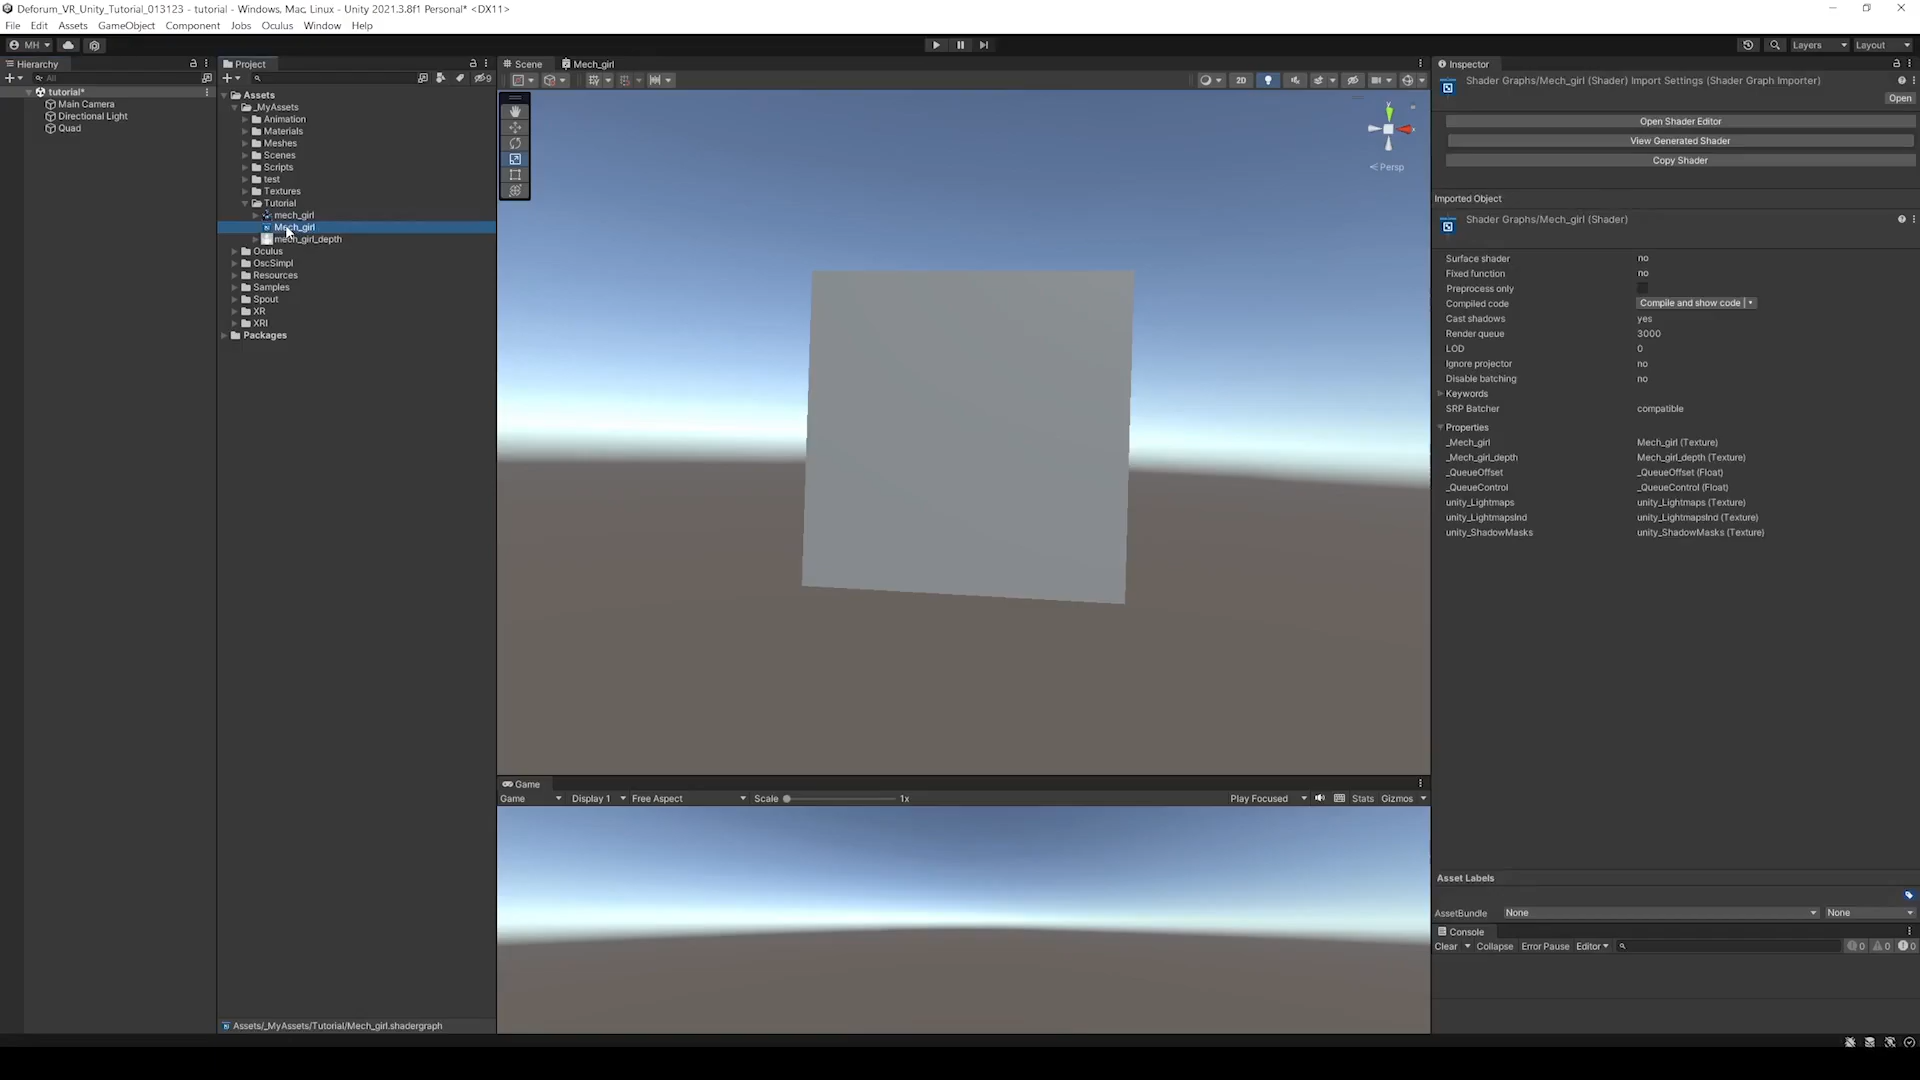 Deforum_VR_Unity_Tutorial_013123 - tutorial - Windows, Mac, Linux - Unity 2021.3.8f1 Personal* <DX11>
File Edit Assets GameObject Component Jobs Oculus Window Help
MH
Layers Layout
Hierarchy
All
tutorial*
Main Camera
Directional Light
Quad
Project
9
Assets
_MyAssets
Animation
Materials
Meshes
Scenes
Scripts
test
Textures
Tutorial
mech_girl
Mech_girl
mech_girl_depth
Oculus
OscSimpl
Resources
Samples
Spout
XR
XRI
Packages
Assets/_MyAssets/Tutorial/Mech_girl.shadergraph
Scene Mech_girl
2D
y
< Persp
Game
Game Display 1 Free Aspect Scale 1x Play Focused Stats Gizmos
Inspector
Shader Graphs/Mech_girl (Shader) Import Settings (Shader Graph Importer)
Open
Open Shader Editor
View Generated Shader
Copy Shader
Imported Object
Shader Graphs/Mech_girl (Shader)
Surface shader no
Fixed function no
Preprocess only
Compiled code Compile and show code
Cast shadows yes
Render queue 3000
LOD 0
Ignore projector no
Disable batching no
Keywords
SRP Batcher compatible
Properties
_Mech_girl Mech_girl (Texture)
_Mech_girl_depth Mech_girl_depth (Texture)
_QueueOffset _QueueOffset (Float)
_QueueControl _QueueControl (Float)
unity_Lightmaps unity_Lightmaps (Texture)
unity_LightmapsInd unity_LightmapsInd (Texture)
unity_ShadowMasks unity_ShadowMasks (Texture)
Asset Labels
AssetBundle None None
Console
Clear Collapse Error Pause Editor 0 0 0